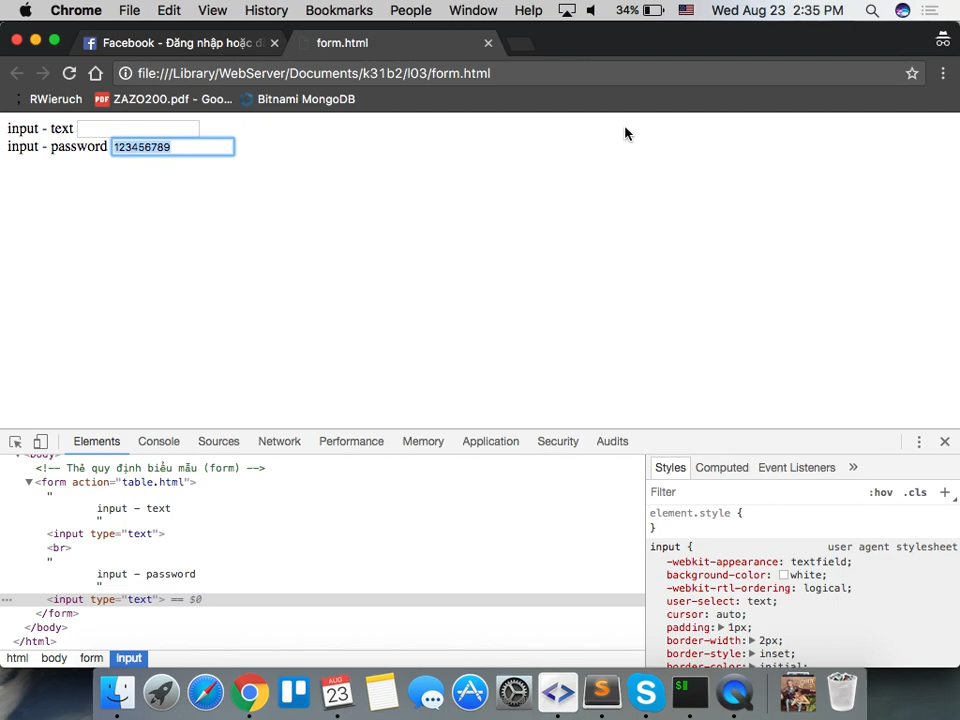 Chrome File Edit View History Bookmarks People Window Help 34% Wed Aug 23 2:35 PM
Facebook - Đăng nhập hoặc
form.html
file:///Library/WebServer/Documents/k31b2/l03/form.html
RWieruch PDF ZAZO200.pdf - Goo... Bitnami MongoDB
input - text
input - password 123456789
Elements Console Sources Network Performance Memory Application Security Audits
▼<body>
<!-- Thẻ quy định biểu mẫu (form) -->
▼<form action="table.html">
"
input - text
"
<input type="text">
<br>
"
input - password
"
... <input type="text"> == $0
</form>
</body>
</html>
html body form input
Styles Computed Event Listeners »
Filter :hov .cls +
element.style {
}
input { user agent stylesheet
-webkit-appearance: textfield;
background-color: white;
-webkit-rtl-ordering: logical;
user-select: text;
cursor: auto;
padding:▶1px;
border-width:▶2px;
border-style:▶inset;
border-color:▶initial;
AUG
23
S
S
$